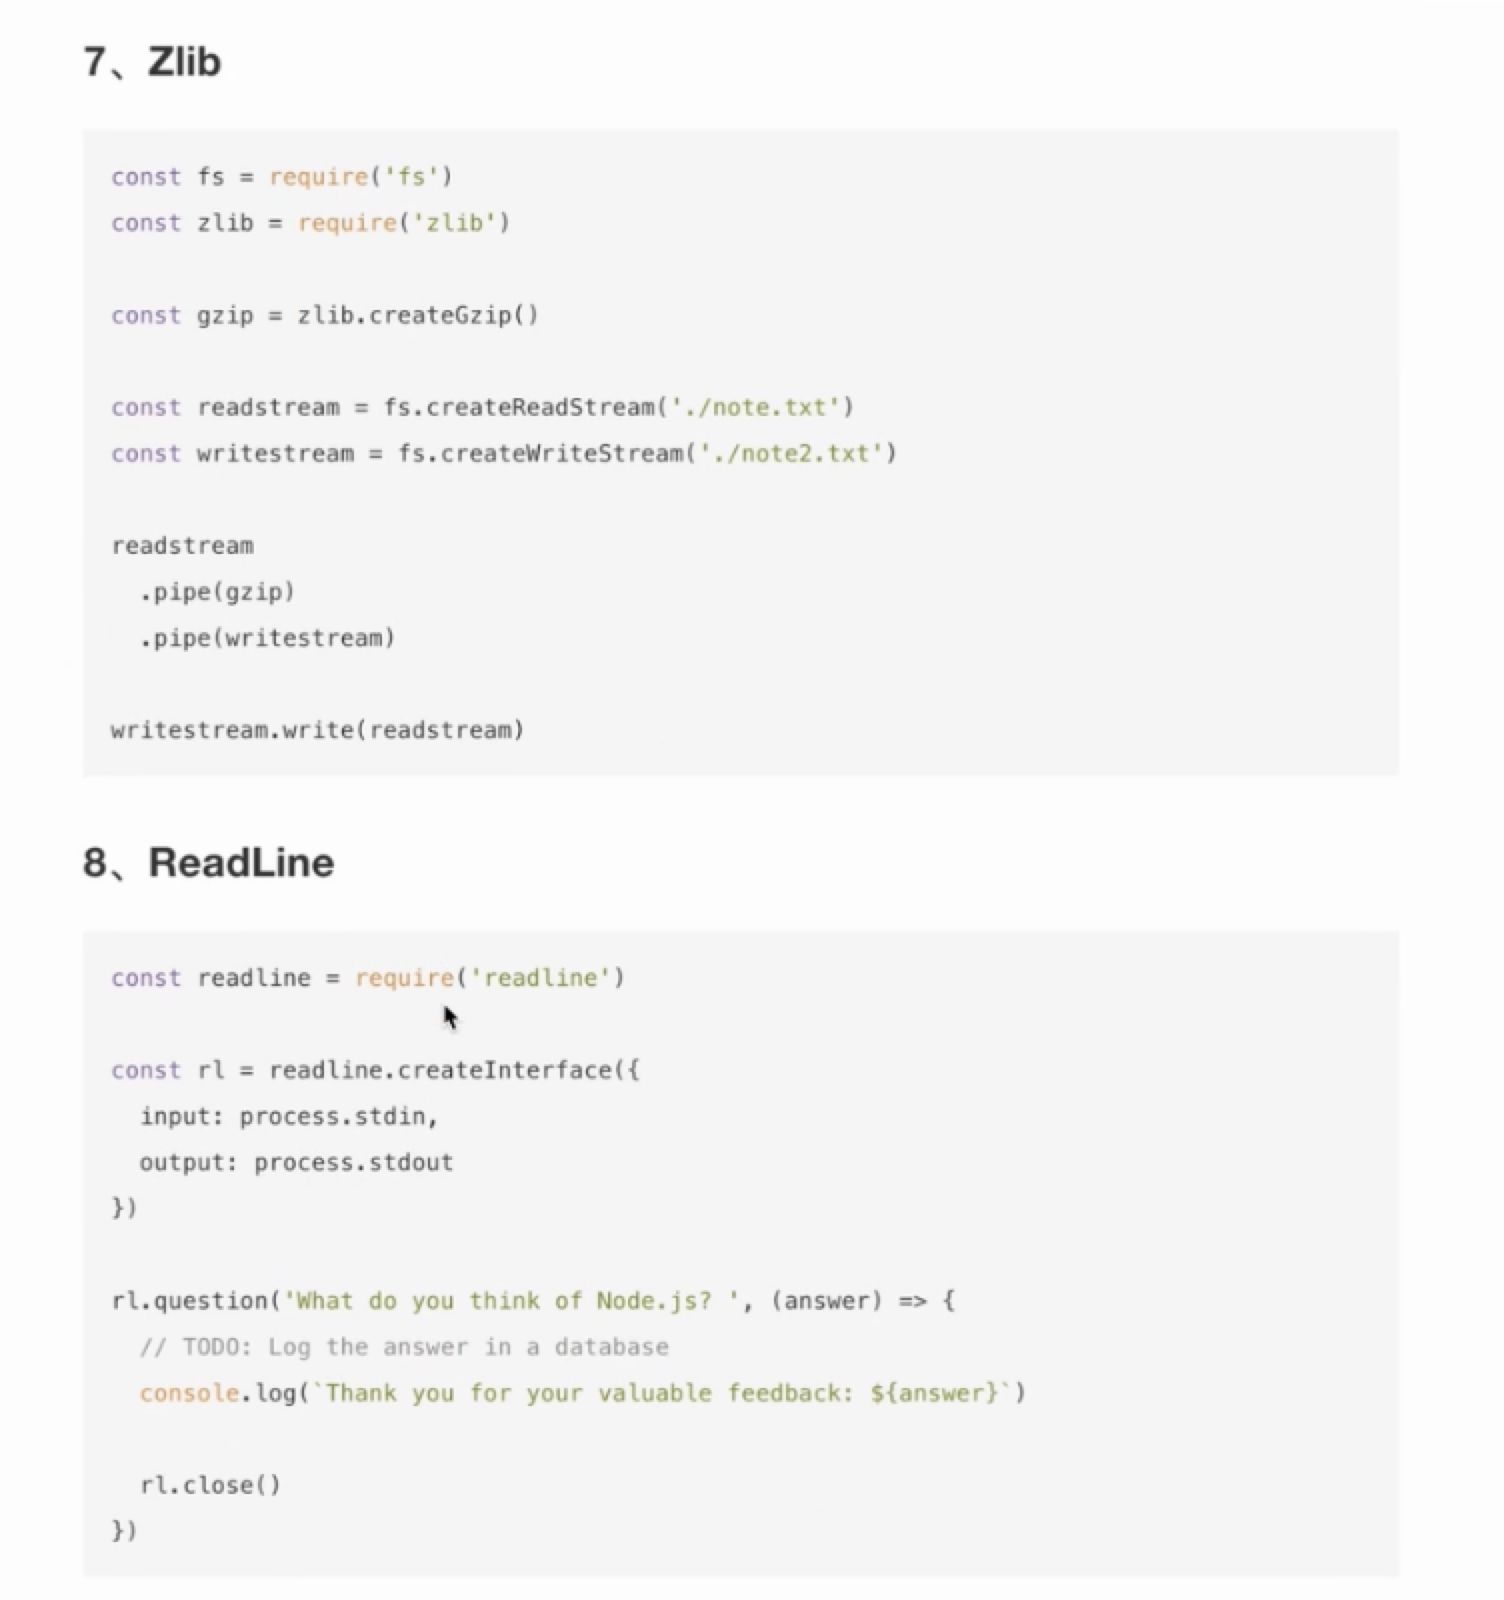 7、Zlib
const fs = require('fs')
const zlib = require('zlib')
const gzip = zlib.createGzip()
const readstream = fs.createReadStream('./note.txt')
const writestream = fs.createWriteStream('./note2.txt')
readstream
  .pipe(gzip)
  .pipe(writestream)
writestream.write(readstream)
8、ReadLine
const readline = require('readline')
const rl = readline.createInterface({
  input: process.stdin,
  output: process.stdout
})
rl.question('What do you think of Node.js? ', (answer) => {
  // TODO: Log the answer in a database
  console.log(`Thank you for your valuable feedback: ${answer}`)
  rl.close()
})